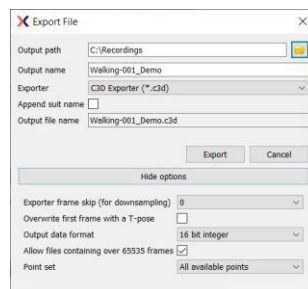 Export File
Output path C:\Recordings
Output name Walking-001_Demo
Exporter C3D Exporter (*.c3d)
Append suit name
Output file name Walking-001_Demo.c3d
Export Cancel
Hide options
Exporter frame skip (for downsampling) 0
Overwrite first frame with a T-pose
Output data format 16 bit integer
Allow files containing over 65535 frames
Point set All available points